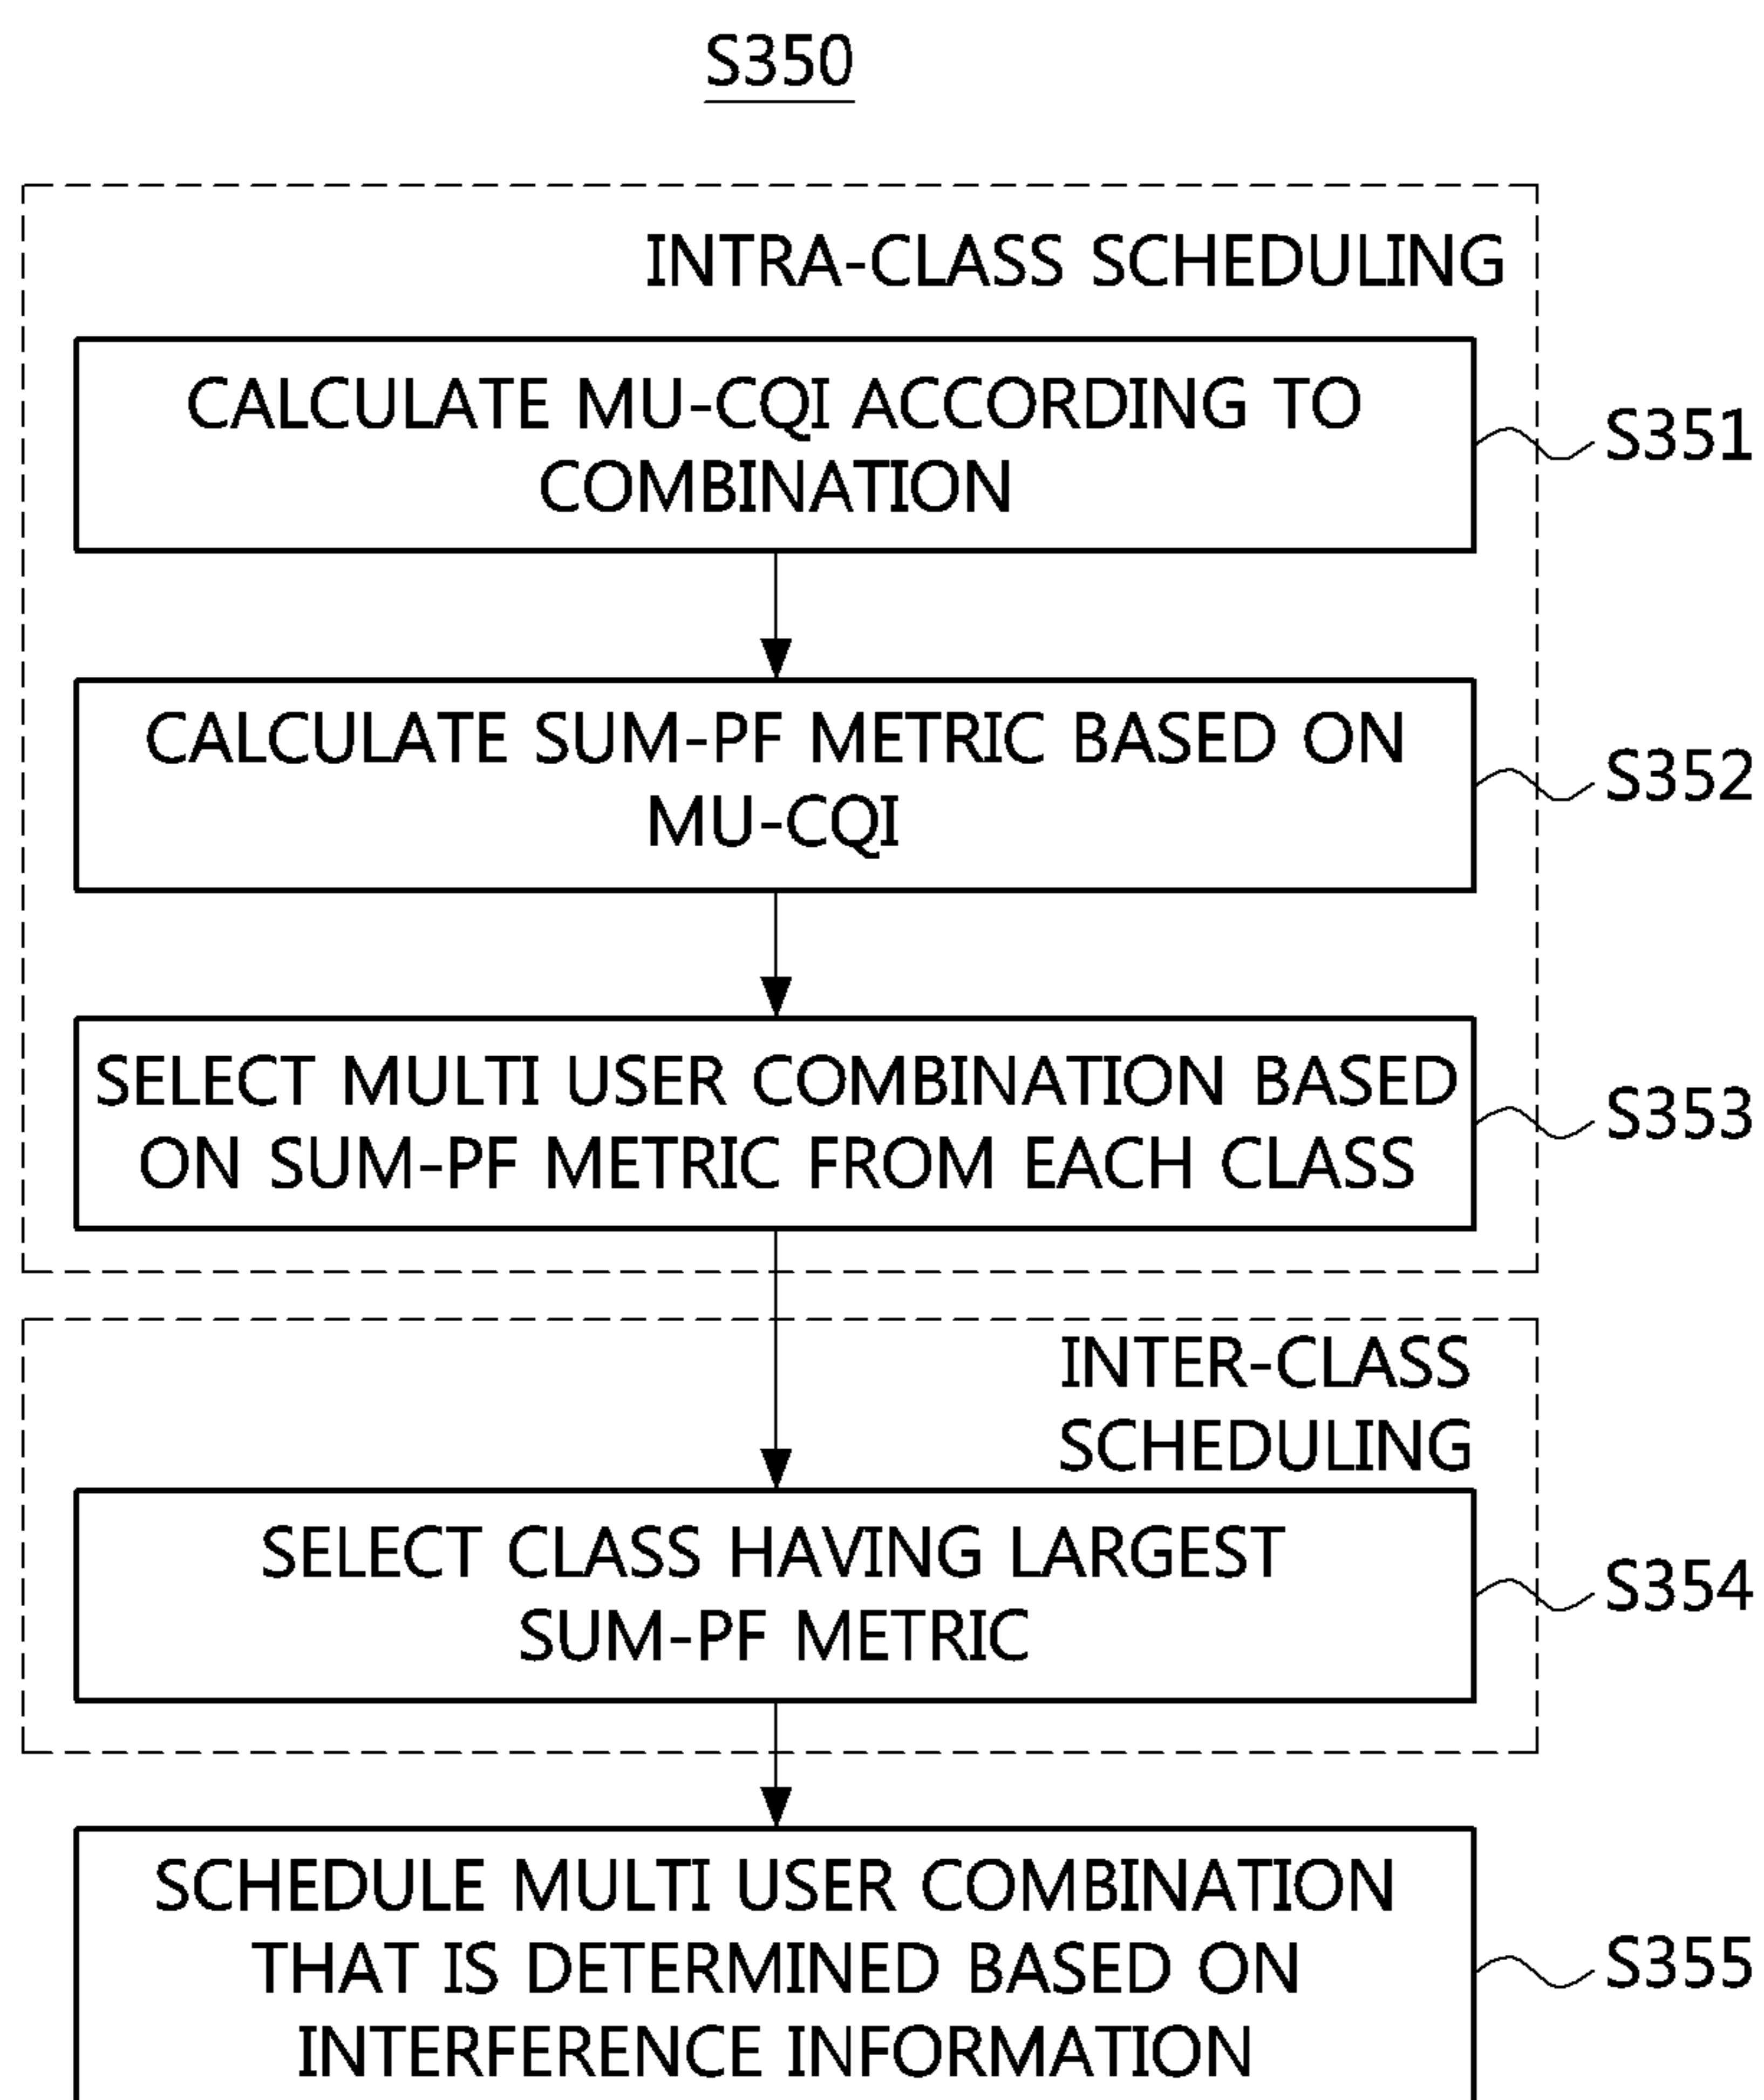 S350
INTRA-CLASS SCHEDULING
CALCULATE MU-CQI ACCORDING TO
COMBINATION
S351
CALCULATE SUM-PF METRIC BASED ON
MU-CQI
S352
SELECT MULTI USER COMBINATION BASED
ON SUM-PF METRIC FROM EACH CLASS
S353
INTER-CLASS
SCHEDULING
SELECT CLASS HAVING LARGEST
SUM-PF METRIC
S354
SCHEDULE MULTI USER COMBINATION
THAT IS DETERMINED BASED ON
INTERFERENCE INFORMATION
S355